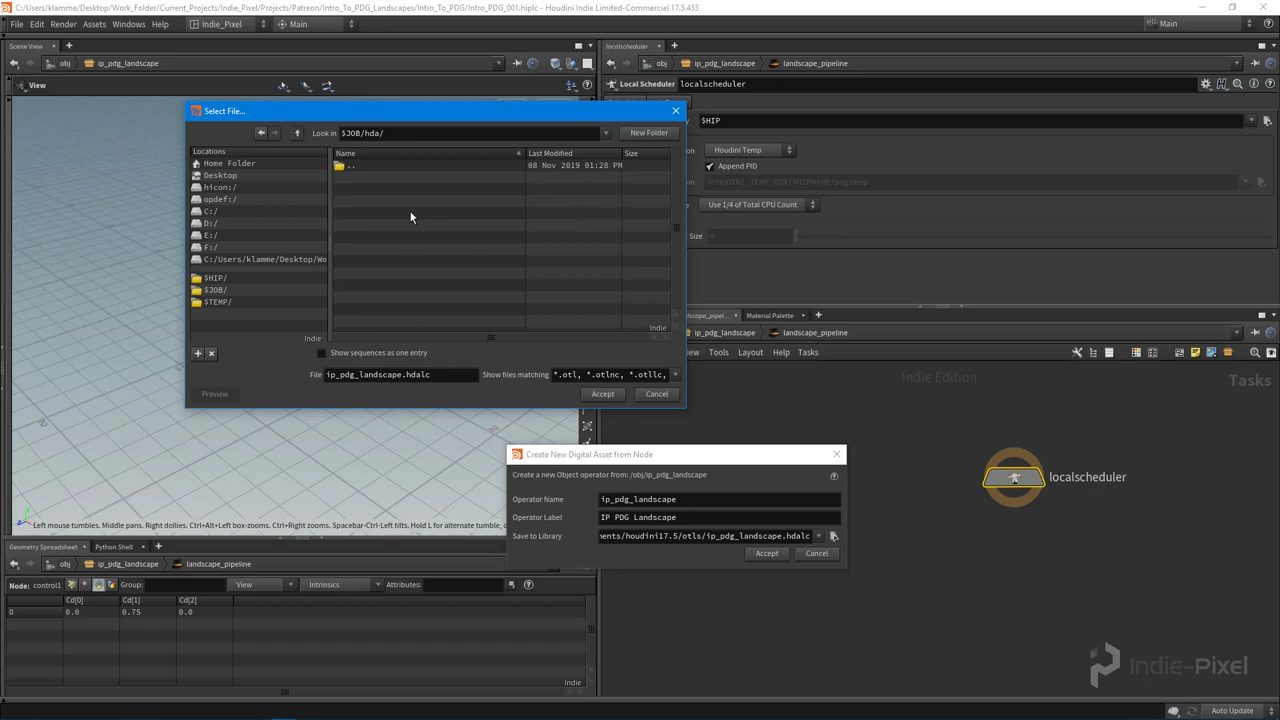 C:/Users/klamme/Desktop/Work_Folder/Current_Projects/Projects/Patreon/Intro_To_PDG_Landscapes/Intro_To_PDG/Intro_PDG_001.hiplc - Houdini Indie Limited-Commercial 17.5.433
File Edit Render Assets Windows Help Indie_Pixel Main Main
Scene View
localscheduler
obj ip_pdg_landscape
obj ip_pdg_landscape landscape_pipeline
View
Local Scheduler localscheduler
Select File...
$HIP
Look in $JOB/hda/ New Folder
Locations
Name Last Modified Size
Houdini Temp
Home Folder
.. 08 Nov 2019 01:28 PM
Append PID
Desktop
$HOUDINI_TEMP_DIR/$HIPNAME/pdgtemp
hicon:/
opdef:/
Use 1/4 of Total CPU Count
C:/
D:/
E:/
Size 0
F:/
C:/Users/klamme/Desktop/Wo
$HIP/
$JOB/
$TEMP/
Indie
Indie
Show sequences as one entry
File ip_pdg_landscape.hdalc Show files matching *.otl, *.otlnc, *.otllc,
Preview Accept Cancel
scape_pipel... Material Palette
ip_pdg_landscape landscape_pipeline
ew Tools Layout Help Tasks
Indie Edition Tasks
Create New Digital Asset from Node
Create a new Object operator from: /obj/ip_pdg_landscape
Operator Name ip_pdg_landscape
Operator Label IP PDG Landscape
Save to Library ments/houdini17.5/otls/ip_pdg_landscape.hdalc
Accept Cancel
localscheduler
Left mouse tumbles. Middle pans. Right dollies. Ctrl+Alt+Left box-zooms. Ctrl+Right zooms. Spacebar-Ctrl-Left tilts. Hold L for alternate tumble,
Geometry Spreadsheet Python Shell
obj ip_pdg_landscape landscape_pipeline
Node: control1 Group: View Intrinsics Attributes:
Cd[0] Cd[1] Cd[2]
0 0.0 0.75 0.0
Indie
Indie-Pixel
Auto Update